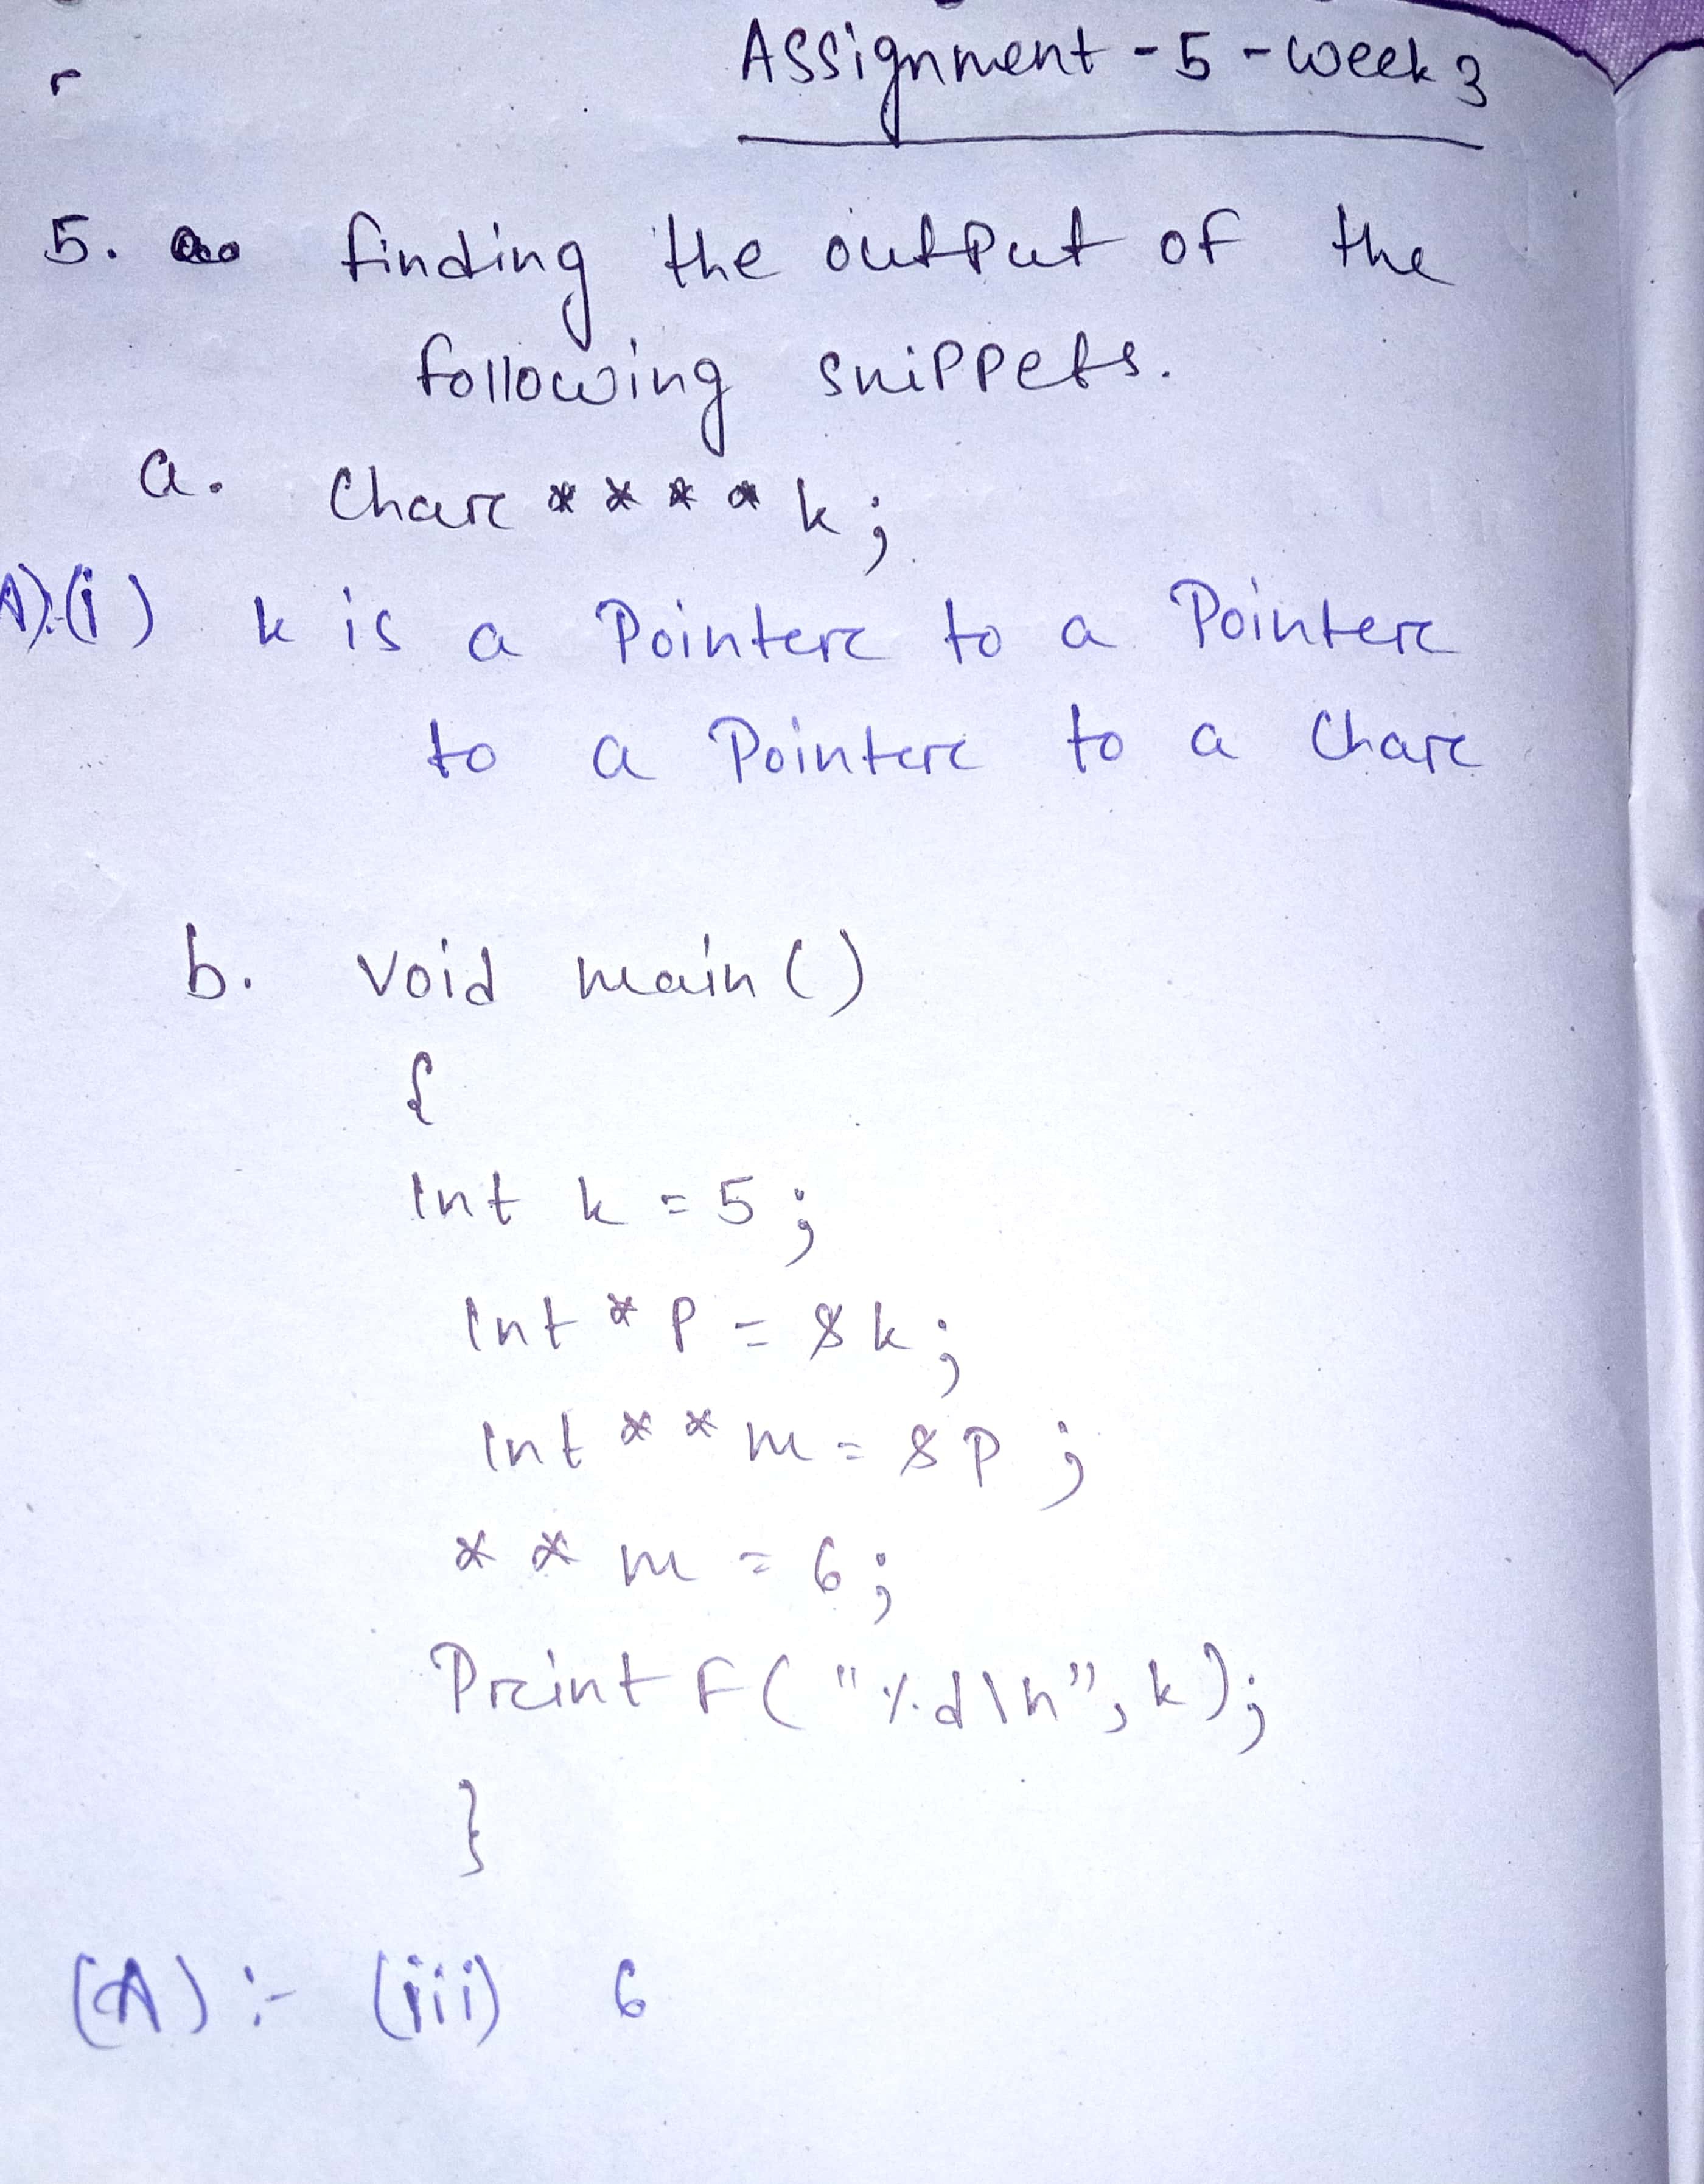 Assignment - 5 - week 3
5. finding the output of the
following snippets.
a. Char * * * * k ;
A).(i) k is a Pointer to a Pointer
to a Pointer to a Char
b. void main ( )
{
int k = 5 ;
int * p = &k ;
int * * m = &p ;
* * m = 6 ;
Printf ( "%d\n", k ) ;
}
(A) :- (iii) 6